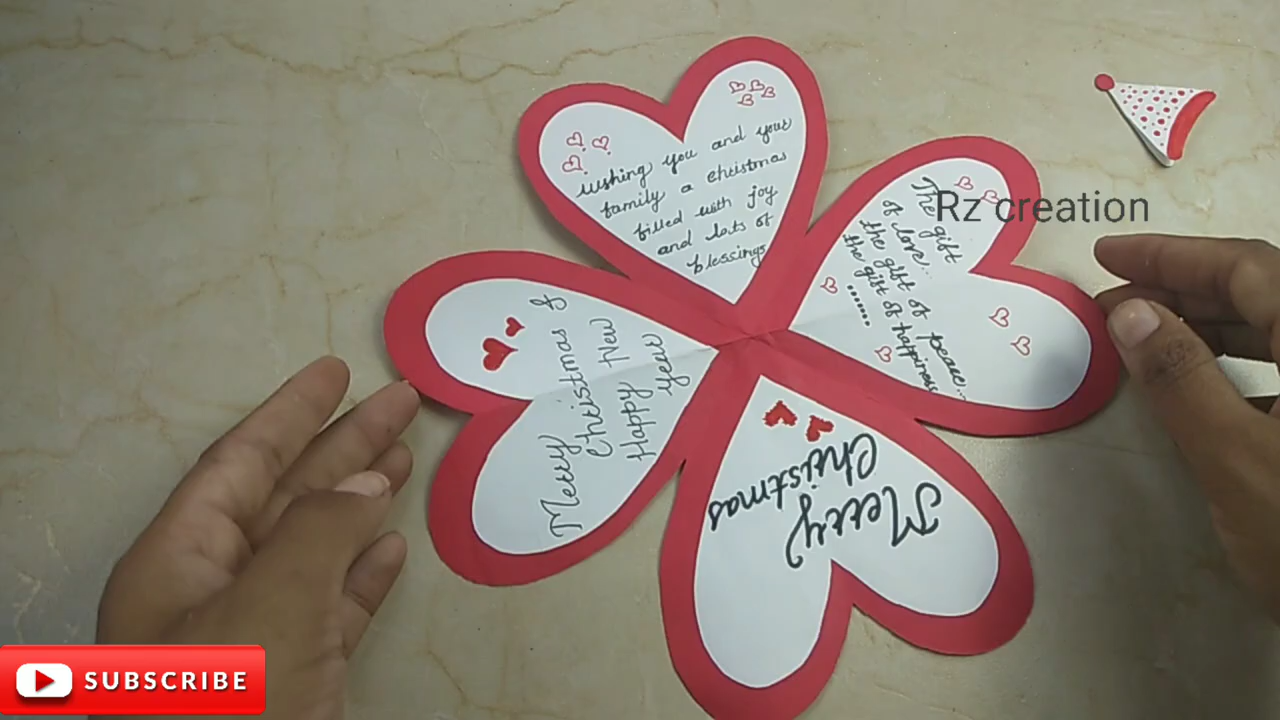 wishing you and your
family a christmas
filled with joy
and lots of
blessings
The gift
of love...
the gift of peace...
the gift of happiness...
.......
Rz creation
Merry
Christmas &
Happy New
year
Merry
Christmas
SUBSCRIBE